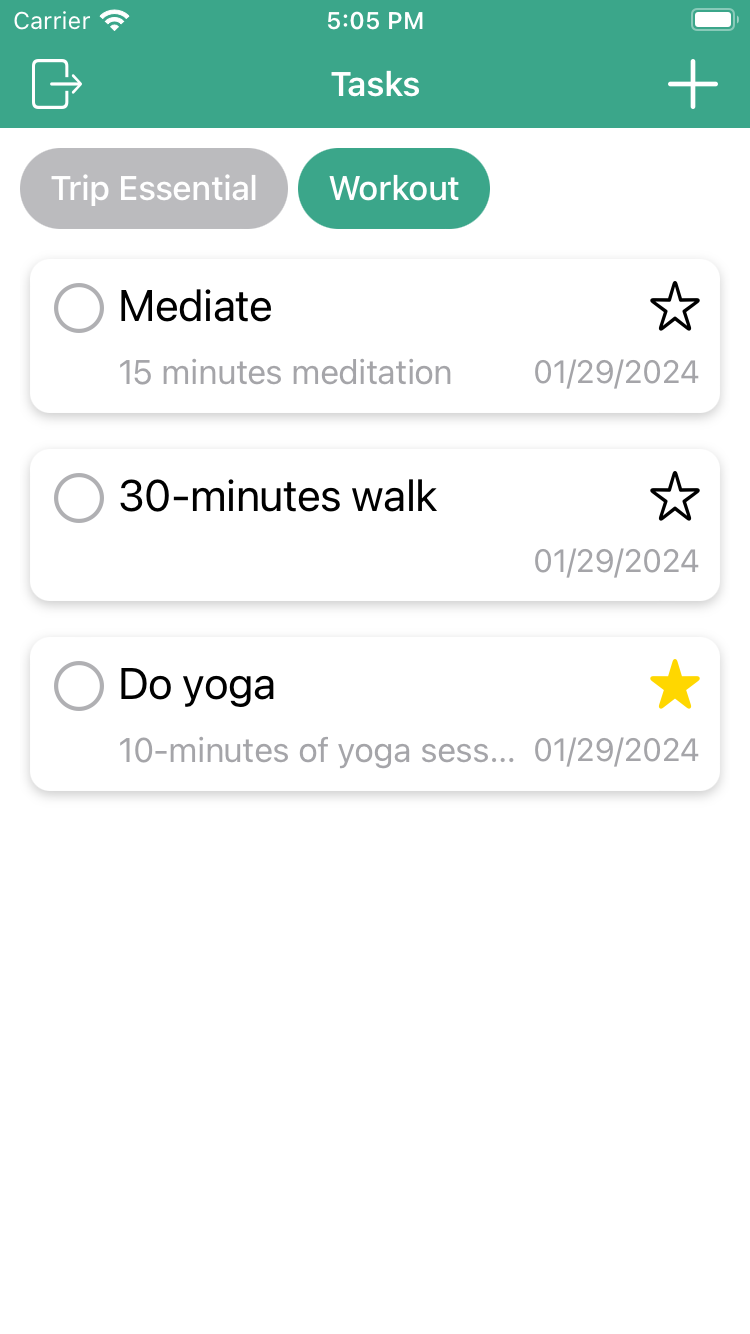 Carrier 5:05 PM
Tasks
Trip Essential Workout
Mediate
15 minutes meditation 01/29/2024
30-minutes walk
01/29/2024
Do yoga
10-minutes of yoga sess... 01/29/2024